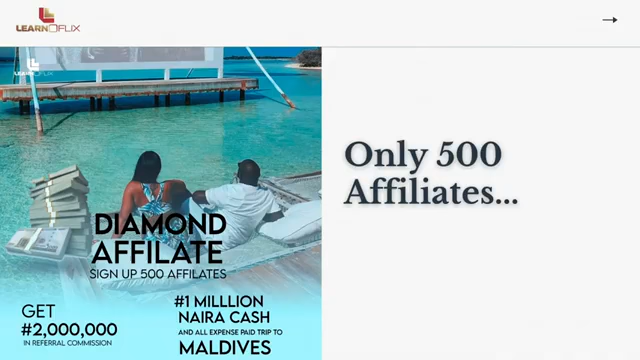 LEARNOFLIX
LEARNOFLIX
Only 500
Affiliates...
DIAMOND
AFFILATE
SIGN UP 500 AFFILATES
GET
#2,000,000
IN REFERRAL COMMISSION
#1 MILLLION
NAIRA CASH
AND ALL EXPENSE PAID TRIP TO
MALDIVES